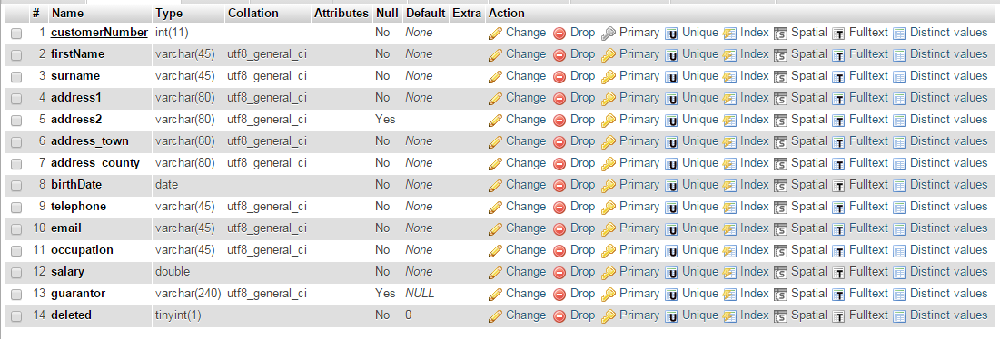 # Name Type Collation Attributes Null Default Extra Action
1 customerNumber int(11) No None Change Drop Primary Unique Index Spatial Fulltext Distinct values
2 firstName varchar(45) utf8_general_ci No None Change Drop Primary Unique Index Spatial Fulltext Distinct values
3 surname varchar(45) utf8_general_ci No None Change Drop Primary Unique Index Spatial Fulltext Distinct values
4 address1 varchar(80) utf8_general_ci No None Change Drop Primary Unique Index Spatial Fulltext Distinct values
5 address2 varchar(80) utf8_general_ci Yes Change Drop Primary Unique Index Spatial Fulltext Distinct values
6 address_town varchar(80) utf8_general_ci No None Change Drop Primary Unique Index Spatial Fulltext Distinct values
7 address_county varchar(80) utf8_general_ci No None Change Drop Primary Unique Index Spatial Fulltext Distinct values
8 birthDate date No None Change Drop Primary Unique Index Spatial Fulltext Distinct values
9 telephone varchar(45) utf8_general_ci No None Change Drop Primary Unique Index Spatial Fulltext Distinct values
10 email varchar(45) utf8_general_ci No None Change Drop Primary Unique Index Spatial Fulltext Distinct values
11 occupation varchar(45) utf8_general_ci No None Change Drop Primary Unique Index Spatial Fulltext Distinct values
12 salary double No None Change Drop Primary Unique Index Spatial Fulltext Distinct values
13 guarantor varchar(240) utf8_general_ci Yes NULL Change Drop Primary Unique Index Spatial Fulltext Distinct values
14 deleted tinyint(1) No 0 Change Drop Primary Unique Index Spatial Fulltext Distinct values